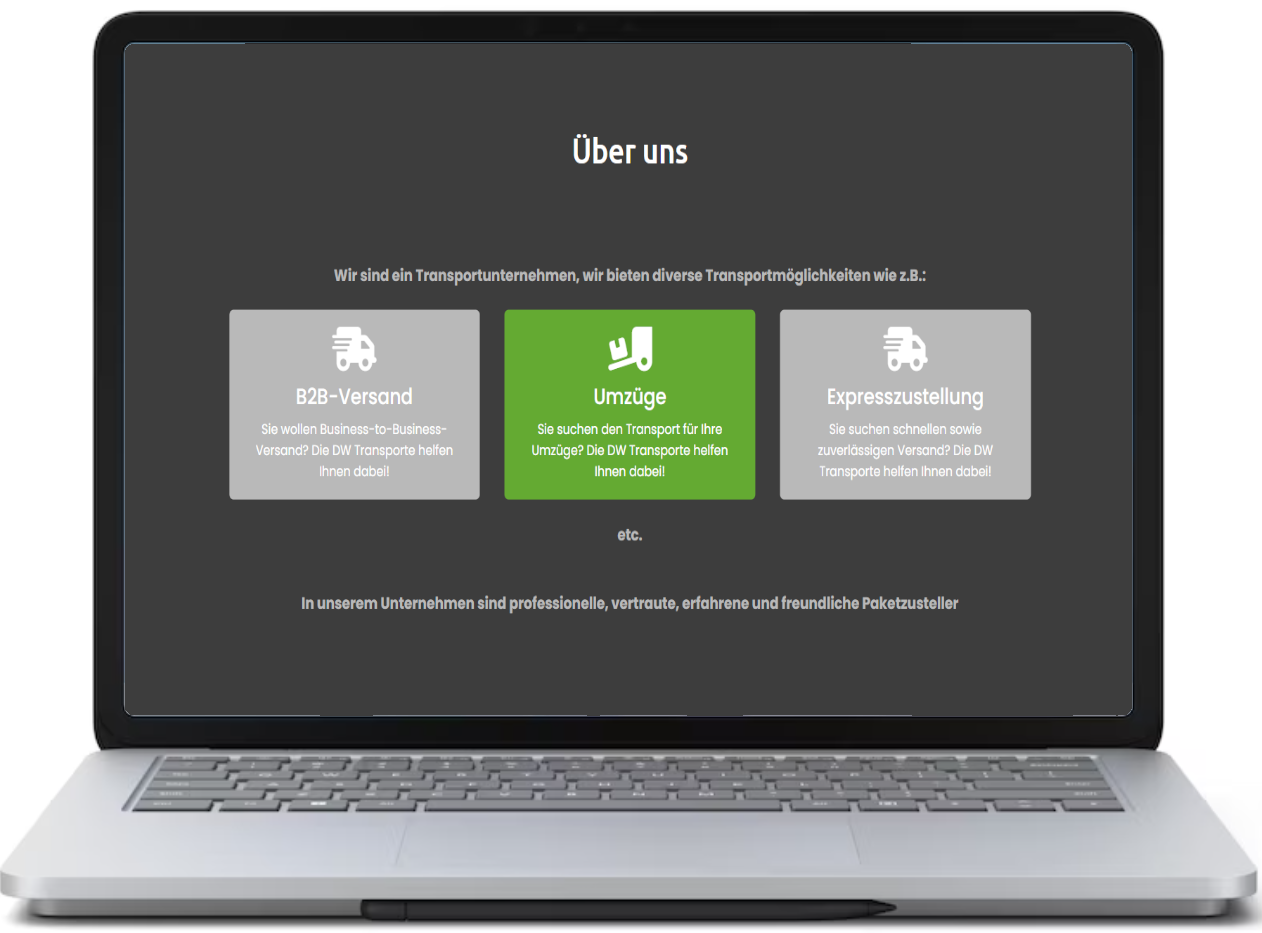 Über uns
Wir sind ein Transportunternehmen, wir bieten diverse Transportmöglichkeiten wie z.B.:
B2B-Versand
Sie wollen Business-to-Business-
Versand? Die DW Transporte helfen
Ihnen dabei!
Umzüge
Sie suchen den Transport für Ihre
Umzüge? Die DW Transporte helfen
Ihnen dabei!
Expresszustellung
Sie suchen schnellen sowie
zuverlässigen Versand? Die DW
Transporte helfen Ihnen dabei!
etc.
In unserem Unternehmen sind professionelle, vertraute, erfahrene und freundliche Paketzusteller